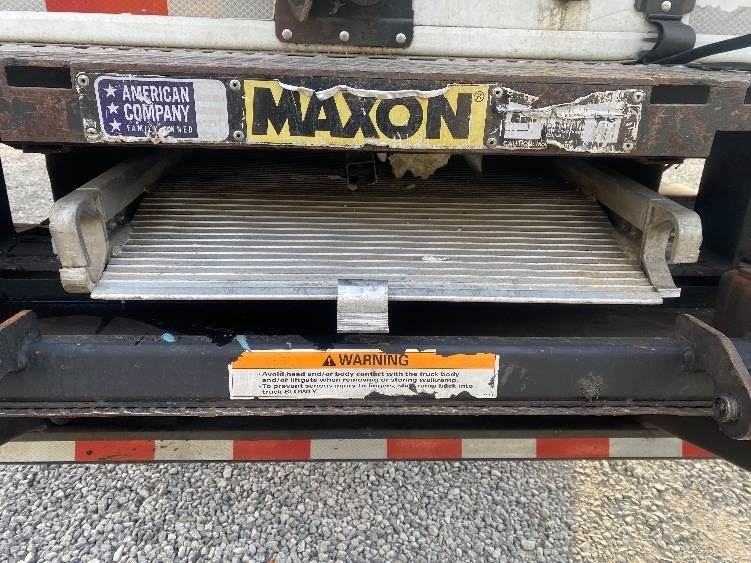 AMERICAN
COMPANY
FAMILY OWNED
MAXON®
CAUTION:
WARNING
· Avoid head and/or body contact with the truck body
and/or liftgate when removing or storing walkramp.
· To prevent serious injury to fingers, slide ramp back into
truck SLOWLY.